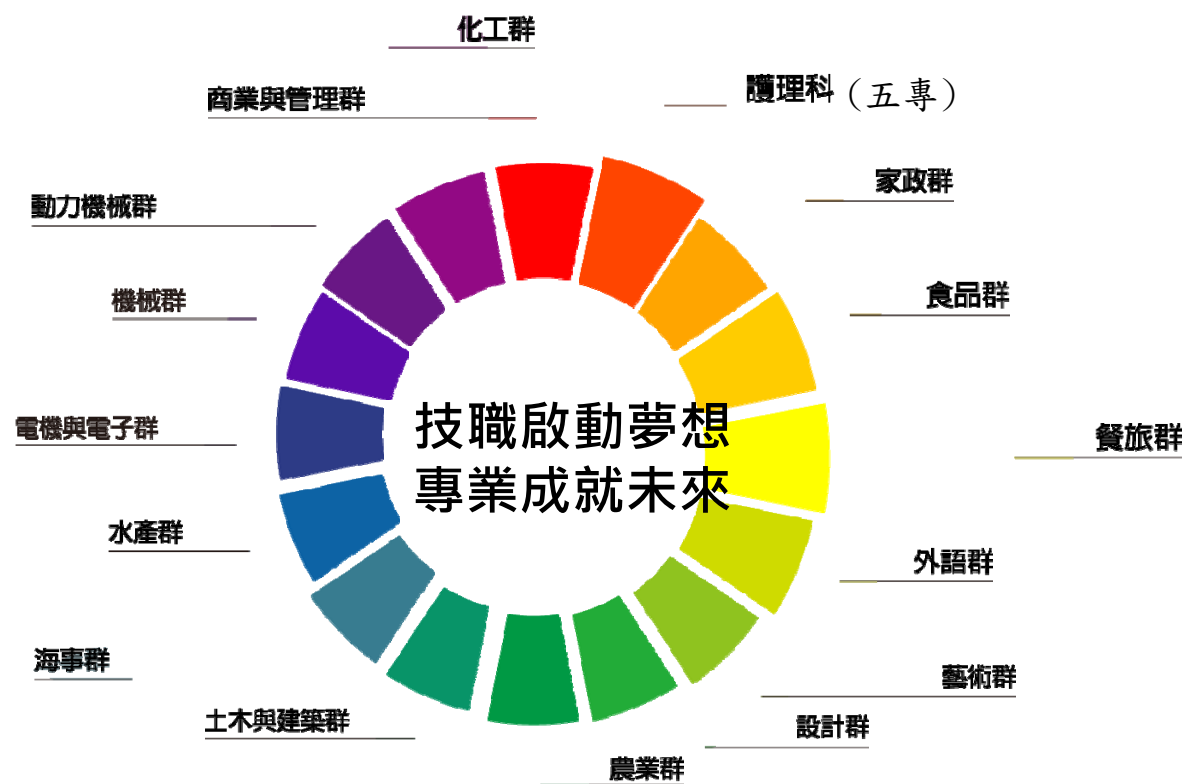 化工群
護理科（五專）
商業與管理群
家政群
動力機械群
食品群
機械群
電機與電子群
技職啟動夢想
專業成就未來
餐旅群
水產群
外語群
海事群
藝術群
土木與建築群
設計群
農業群